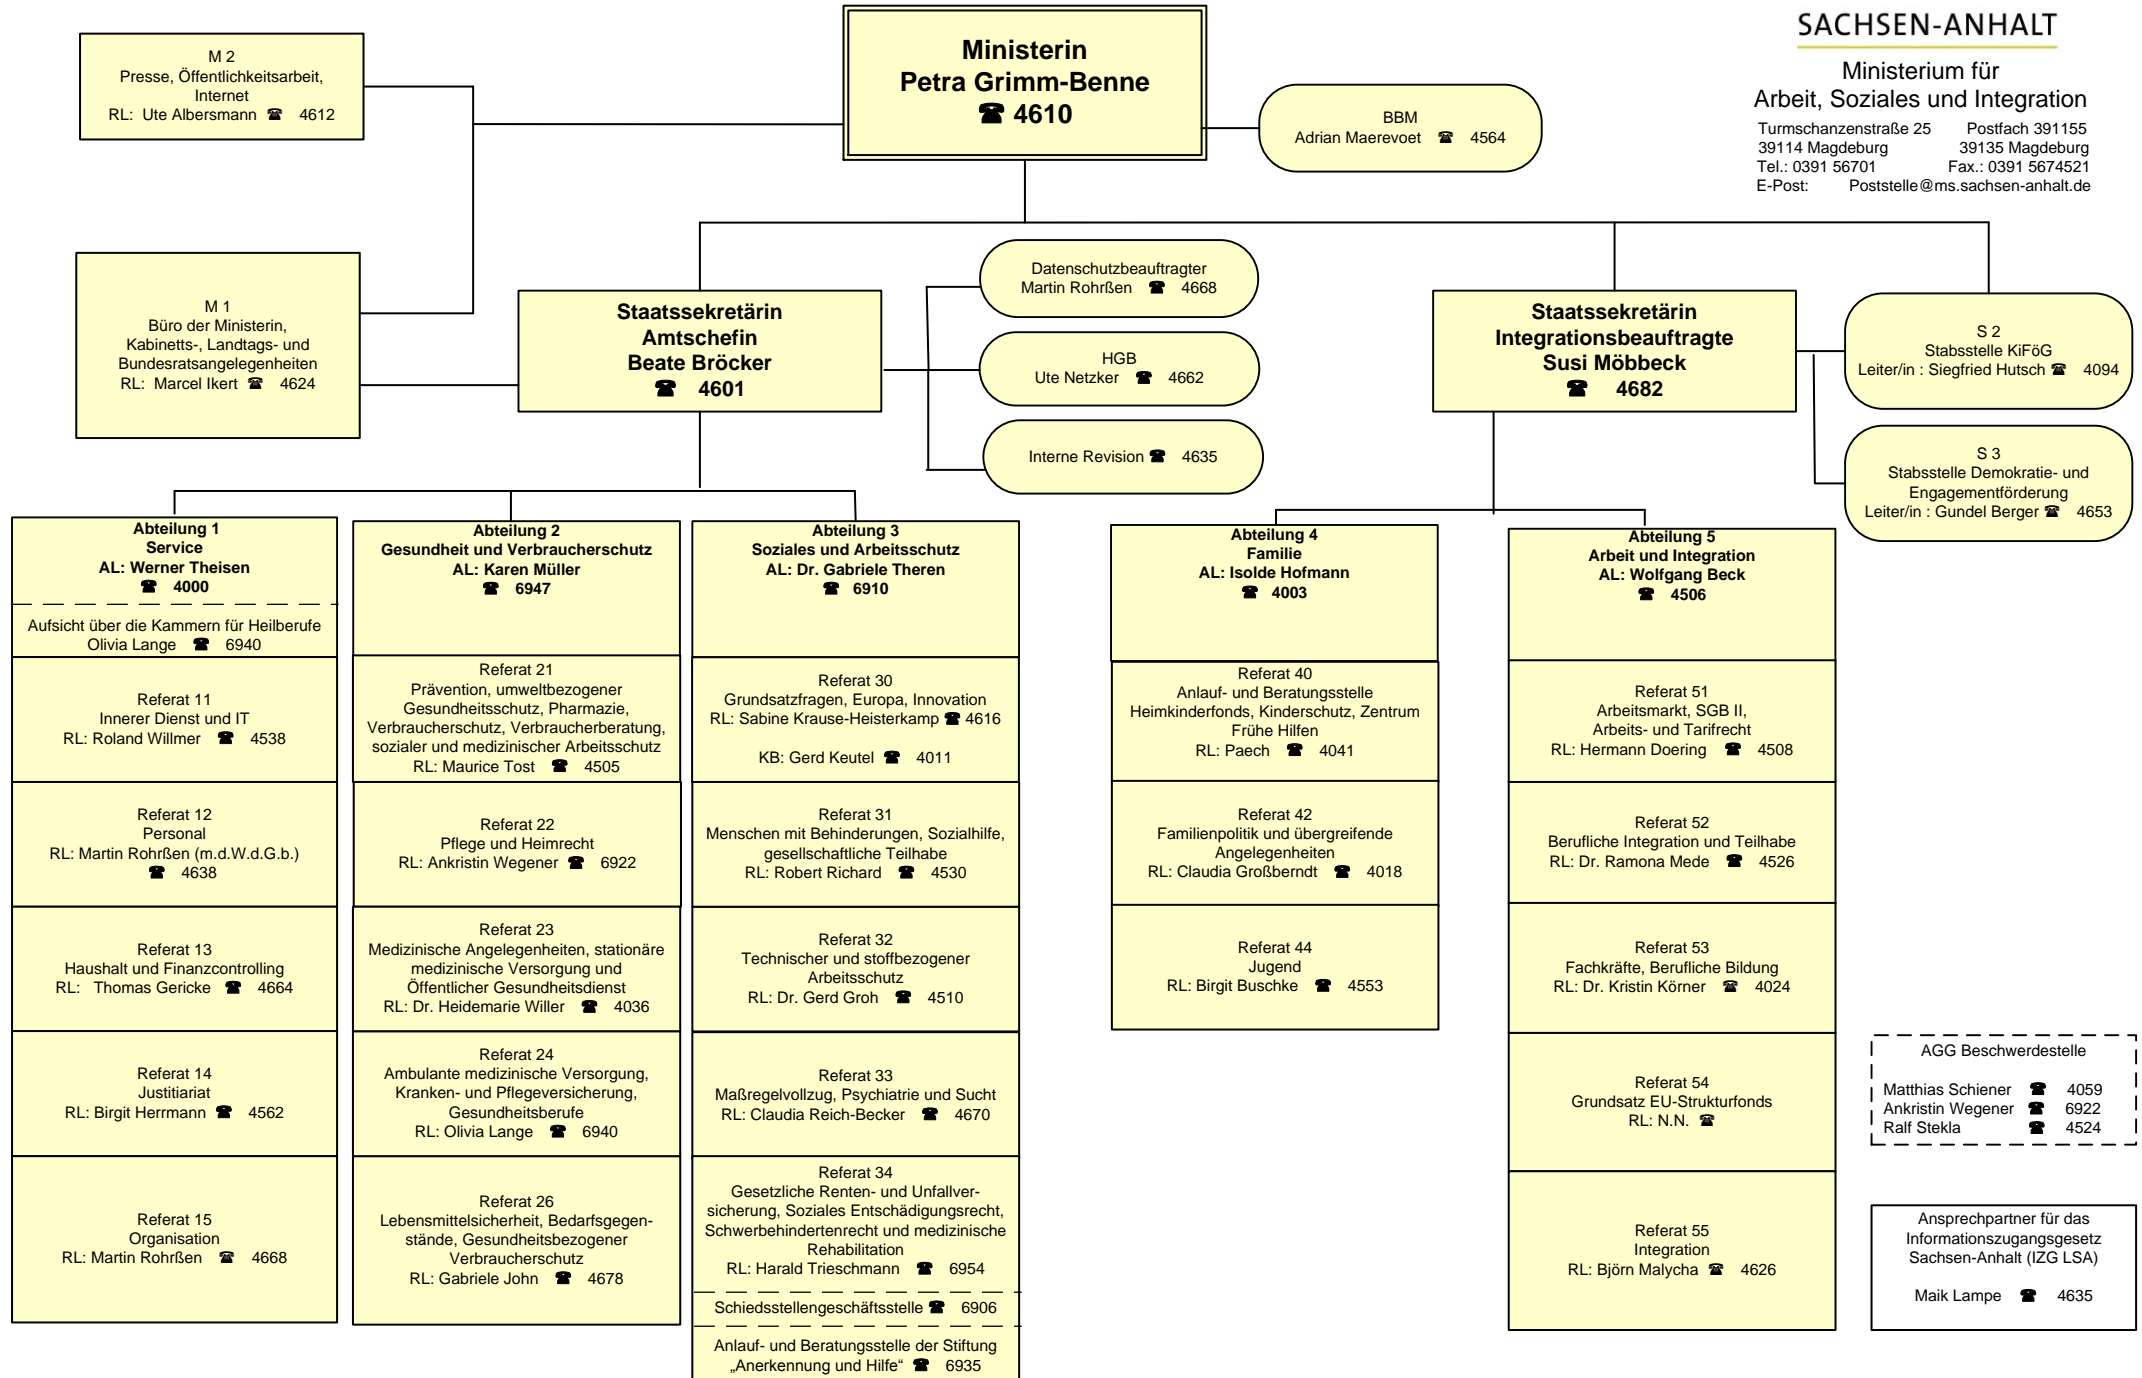 SACHSEN-ANHALT
Ministerium für
Arbeit, Soziales und Integration
Turmschanzenstraße 25 Postfach 391155
39114 Magdeburg 39135 Magdeburg
Tel.: 0391 56701 Fax.: 0391 5674521
E-Post: Poststelle@ms.sachsen-anhalt.de
Ministerin
Petra Grimm-Benne
☎ 4610
M 2
Presse, Öffentlichkeitsarbeit,
Internet
RL: Ute Albersmann ☎ 4612
BBM
Adrian Maerevoet ☎ 4564
M 1
Büro der Ministerin,
Kabinetts-, Landtags- und
Bundesratsangelegenheiten
RL: Marcel Ikert ☎ 4624
Staatssekretärin
Amtschefin
Beate Bröcker
☎ 4601
Datenschutzbeauftragter
Martin Rohrßen ☎ 4668
HGB
Ute Netzker ☎ 4662
Interne Revision ☎ 4635
Staatssekretärin
Integrationsbeauftragte
Susi Möbbeck
☎ 4682
S 2
Stabsstelle KiFöG
Leiter/in : Siegfried Hutsch ☎ 4094
S 3
Stabsstelle Demokratie- und
Engagementförderung
Leiter/in : Gundel Berger ☎ 4653
Abteilung 1
Service
AL: Werner Theisen
☎ 4000
Aufsicht über die Kammern für Heilberufe
Olivia Lange ☎ 6940
Referat 11
Innerer Dienst und IT
RL: Roland Willmer ☎ 4538
Referat 12
Personal
RL: Martin Rohrßen (m.d.W.d.G.b.)
☎ 4638
Referat 13
Haushalt und Finanzcontrolling
RL: Thomas Gericke ☎ 4664
Referat 14
Justitiariat
RL: Birgit Herrmann ☎ 4562
Referat 15
Organisation
RL: Martin Rohrßen ☎ 4668
Abteilung 2
Gesundheit und Verbraucherschutz
AL: Karen Müller
☎ 6947
Referat 21
Prävention, umweltbezogener
Gesundheitsschutz, Pharmazie,
Verbraucherschutz, Verbraucherberatung,
sozialer und medizinischer Arbeitsschutz
RL: Maurice Tost ☎ 4505
Referat 22
Pflege und Heimrecht
RL: Ankristin Wegener ☎ 6922
Referat 23
Medizinische Angelegenheiten, stationäre
medizinische Versorgung und
Öffentlicher Gesundheitsdienst
RL: Dr. Heidemarie Willer ☎ 4036
Referat 24
Ambulante medizinische Versorgung,
Kranken- und Pflegeversicherung,
Gesundheitsberufe
RL: Olivia Lange ☎ 6940
Referat 26
Lebensmittelsicherheit, Bedarfsgegen-
stände, Gesundheitsbezogener
Verbraucherschutz
RL: Gabriele John ☎ 4678
Abteilung 3
Soziales und Arbeitsschutz
AL: Dr. Gabriele Theren
☎ 6910
Referat 30
Grundsatzfragen, Europa, Innovation
RL: Sabine Krause-Heisterkamp ☎ 4616
KB: Gerd Keutel ☎ 4011
Referat 31
Menschen mit Behinderungen, Sozialhilfe,
gesellschaftliche Teilhabe
RL: Robert Richard ☎ 4530
Referat 32
Technischer und stoffbezogener
Arbeitsschutz
RL: Dr. Gerd Groh ☎ 4510
Referat 33
Maßregelvollzug, Psychiatrie und Sucht
RL: Claudia Reich-Becker ☎ 4670
Referat 34
Gesetzliche Renten- und Unfallver-
sicherung, Soziales Entschädigungsrecht,
Schwerbehindertenrecht und medizinische
Rehabilitation
RL: Harald Trieschmann ☎ 6954
Schiedsstellengeschäftsstelle ☎ 6906
Anlauf- und Beratungsstelle der Stiftung
„Anerkennung und Hilfe“ ☎ 6935
Abteilung 4
Familie
AL: Isolde Hofmann
☎ 4003
Referat 40
Anlauf- und Beratungsstelle
Heimkinderfonds, Kinderschutz, Zentrum
Frühe Hilfen
RL: Paech ☎ 4041
Referat 42
Familienpolitik und übergreifende
Angelegenheiten
RL: Claudia Großberndt ☎ 4018
Referat 44
Jugend
RL: Birgit Buschke ☎ 4553
Abteilung 5
Arbeit und Integration
AL: Wolfgang Beck
☎ 4506
Referat 51
Arbeitsmarkt, SGB II,
Arbeits- und Tarifrecht
RL: Hermann Doering ☎ 4508
Referat 52
Berufliche Integration und Teilhabe
RL: Dr. Ramona Mede ☎ 4526
Referat 53
Fachkräfte, Berufliche Bildung
RL: Dr. Kristin Körner ☎ 4024
Referat 54
Grundsatz EU-Strukturfonds
RL: N.N. ☎
Referat 55
Integration
RL: Björn Malycha ☎ 4626
AGG Beschwerdestelle
Matthias Schiener ☎ 4059
Ankristin Wegener ☎ 6922
Ralf Stekla ☎ 4524
Ansprechpartner für das
Informationszugangsgesetz
Sachsen-Anhalt (IZG LSA)
Maik Lampe ☎ 4635